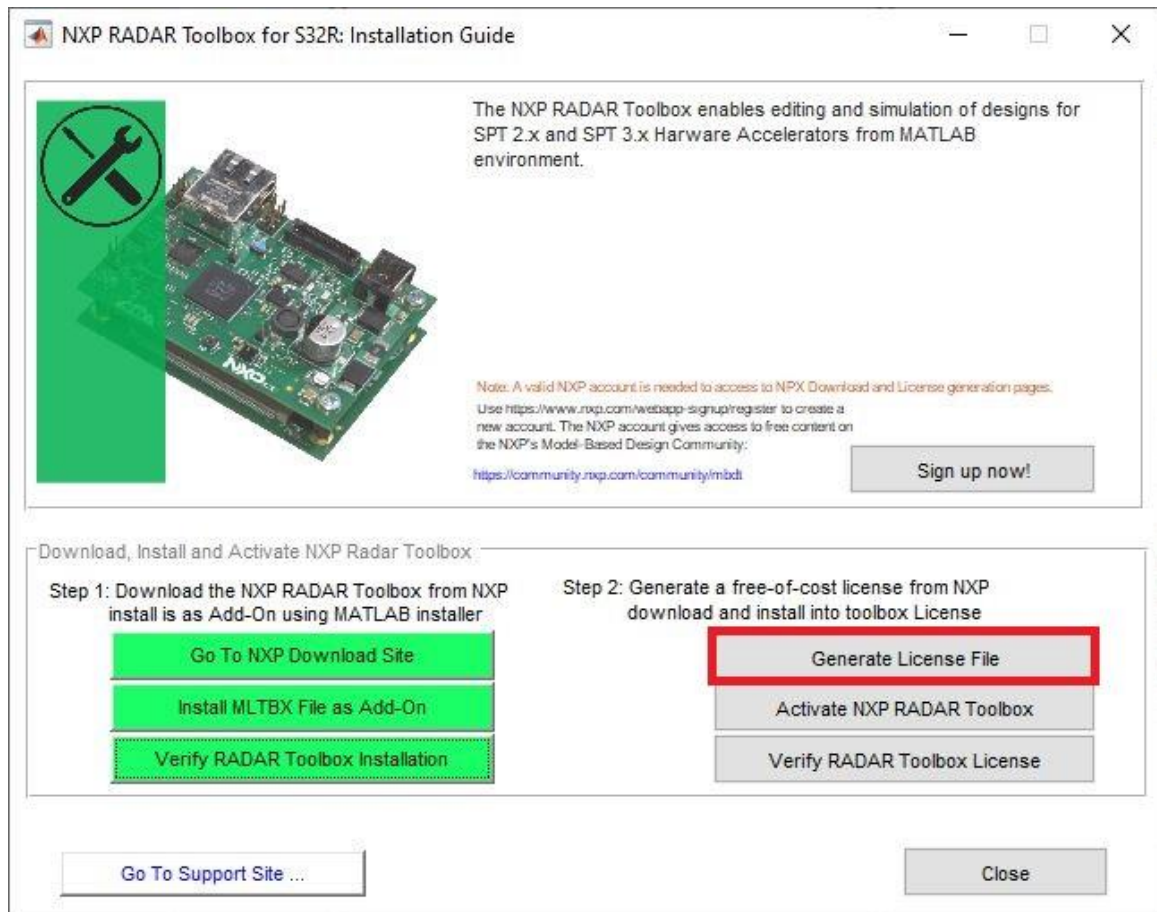 NXP RADAR Toolbox for S32R: Installation Guide
The NXP RADAR Toolbox enables editing and simulation of designs for
SPT 2.x and SPT 3.x Harware Accelerators from MATLAB
environment.
NXP
Note: A valid NXP account is needed to access to NPX Download and License generation pages.
Use https://www.nxp.com/webapp-signup/register to create a
new account. The NXP account gives access to free content on
the NXP's Model-Based Design Community:
https://community.nxp.com/community/mbdt
Sign up now!
Download, Install and Activate NXP Radar Toolbox
Step 1: Download the NXP RADAR Toolbox from NXP
install is as Add-On using MATLAB installer
Go To NXP Download Site
Install MLTBX File as Add-On
Verify RADAR Toolbox Installation
Step 2: Generate a free-of-cost license from NXP
download and install into toolbox License
Generate License File
Activate NXP RADAR Toolbox
Verify RADAR Toolbox License
Go To Support Site ...
Close